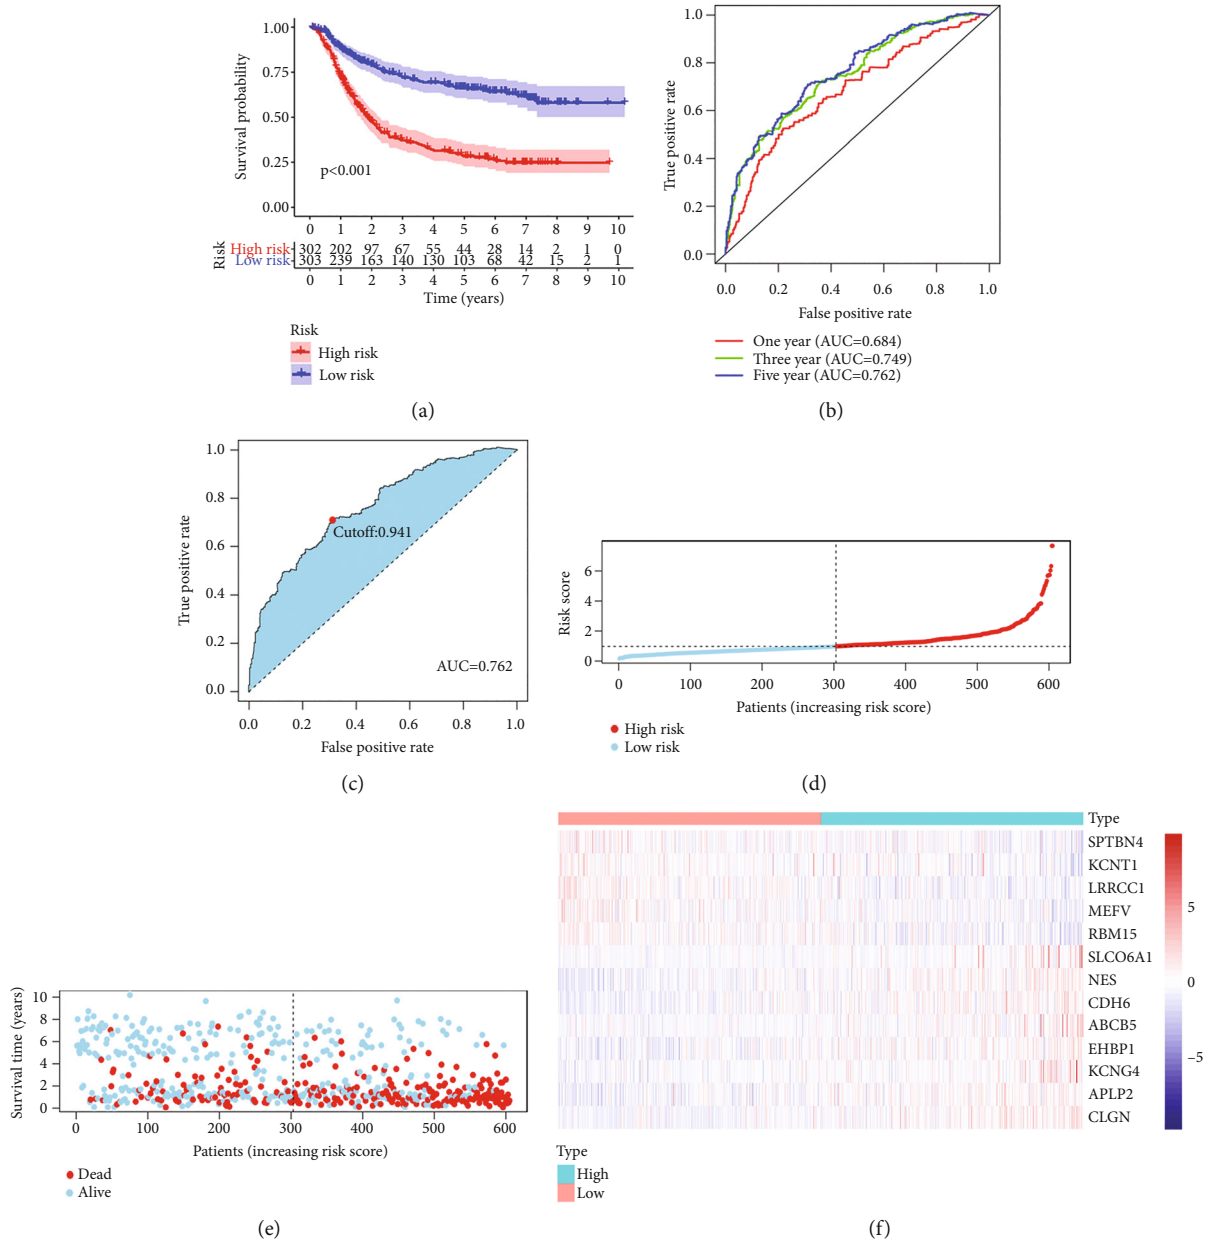 1.00
0.75
0.50
0.25
0.00
Survival probability
p<0.001
0 1 2 3 4 5 6 7 8 9 10
Risk
High risk 302 202 97 67 55 44 28 14 2 1 0
Low risk 303 239 163 140 130 103 68 42 15 2 1
0 1 2 3 4 5 6 7 8 9 10
Time (years)
Risk
High risk
Low risk
(a)
1.0
0.8
0.6
0.4
0.2
0.0
True positive rate
0.0 0.2 0.4 0.6 0.8 1.0
False positive rate
One year (AUC=0.684)
Three year (AUC=0.749)
Five year (AUC=0.762)
(b)
1.0
0.8
0.6
0.4
0.2
0.0
True positive rate
Cutoff:0.941
AUC=0.762
0.0 0.2 0.4 0.6 0.8 1.0
False positive rate
(c)
6
4
2
0
Risk score
0 100 200 300 400 500 600
Patients (increasing risk score)
High risk
Low risk
(d)
10
8
6
4
2
0
Survival time (years)
0 100 200 300 400 500 600
Patients (increasing risk score)
Dead
Alive
(e)
Type
SPTBN4
KCNT1
LRRCC1
MEFV
RBM15
SLCO6A1
NES
CDH6
ABCB5
EHBP1
KCNG4
APLP2
CLGN
5
0
−5
Type
High
Low
(f)